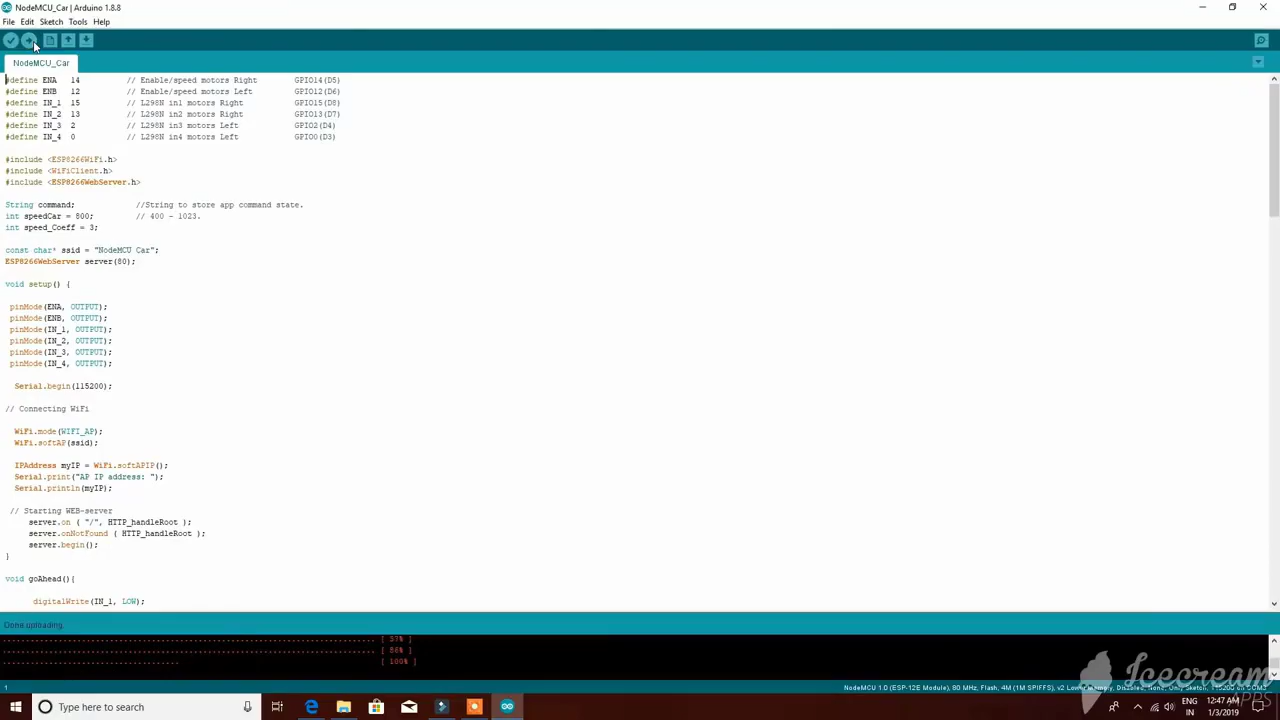 NodeMCU_Car | Arduino 1.8.8
File Edit Sketch Tools Help
NodeMCU_Car
#define ENA 14 // Enable/speed motors Right GPIO14(D5)
#define ENB 12 // Enable/speed motors Left GPIO12(D6)
#define IN_1 15 // L298N in1 motors Right GPIO15(D8)
#define IN_2 13 // L298N in2 motors Right GPIO13(D7)
#define IN_3 2 // L298N in3 motors Left GPIO2(D4)
#define IN_4 0 // L298N in4 motors Left GPIO0(D3)
#include <ESP8266WiFi.h>
#include <WiFiClient.h>
#include <ESP8266WebServer.h>
String command; //String to store app command state.
int speedCar = 800; // 400 - 1023.
int speed_Coeff = 3;
const char* ssid = "NodeMCU Car";
ESP8266WebServer server(80);
void setup() {
pinMode(ENA, OUTPUT);
pinMode(ENB, OUTPUT);
pinMode(IN_1, OUTPUT);
pinMode(IN_2, OUTPUT);
pinMode(IN_3, OUTPUT);
pinMode(IN_4, OUTPUT);
Serial.begin(115200);
// Connecting WiFi
WiFi.mode(WIFI_AP);
WiFi.softAP(ssid);
IPAddress myIP = WiFi.softAPIP();
Serial.print("AP IP address: ");
Serial.println(myIP);
// Starting WEB-server
server.on ( "/", HTTP_handleRoot );
server.onNotFound ( HTTP_handleRoot );
server.begin();
}
void goAhead(){
digitalWrite(IN_1, LOW);
Done uploading.
................ [ 57% ]
................ [ 86% ]
................ [ 100% ]
Icecream
APPS
1 NodeMCU 1.0 (ESP-12E Module), 80 MHz, Flash, 4M (1M SPIFFS), v2 Lower Memory, Disabled, None, Only Sketch, 115200 on COM3
Type here to search
ENG 12:47 AM
IN 1/3/2019